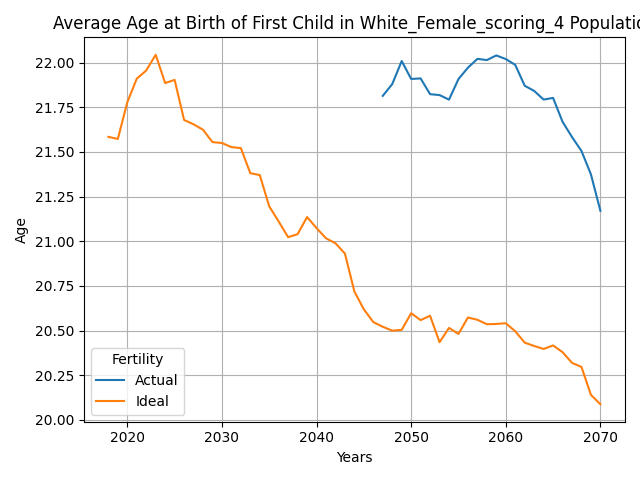 Average Age at Birth of First Child in White_Female_scoring_4 Populatio
22.00
21.75
21.50
21.25
21.00
20.75
20.50
20.25
20.00
Age
Fertility
Actual
Ideal
2020 2030 2040 2050 2060 2070
Years